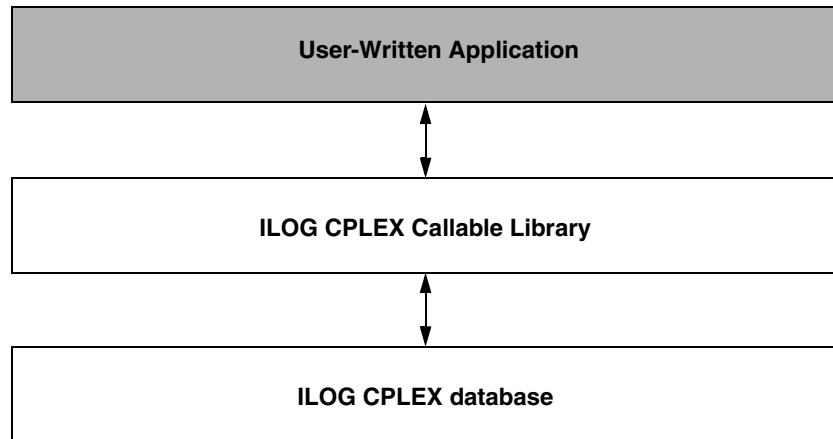 User-Written Application
ILOG CPLEX Callable Library
ILOG CPLEX database